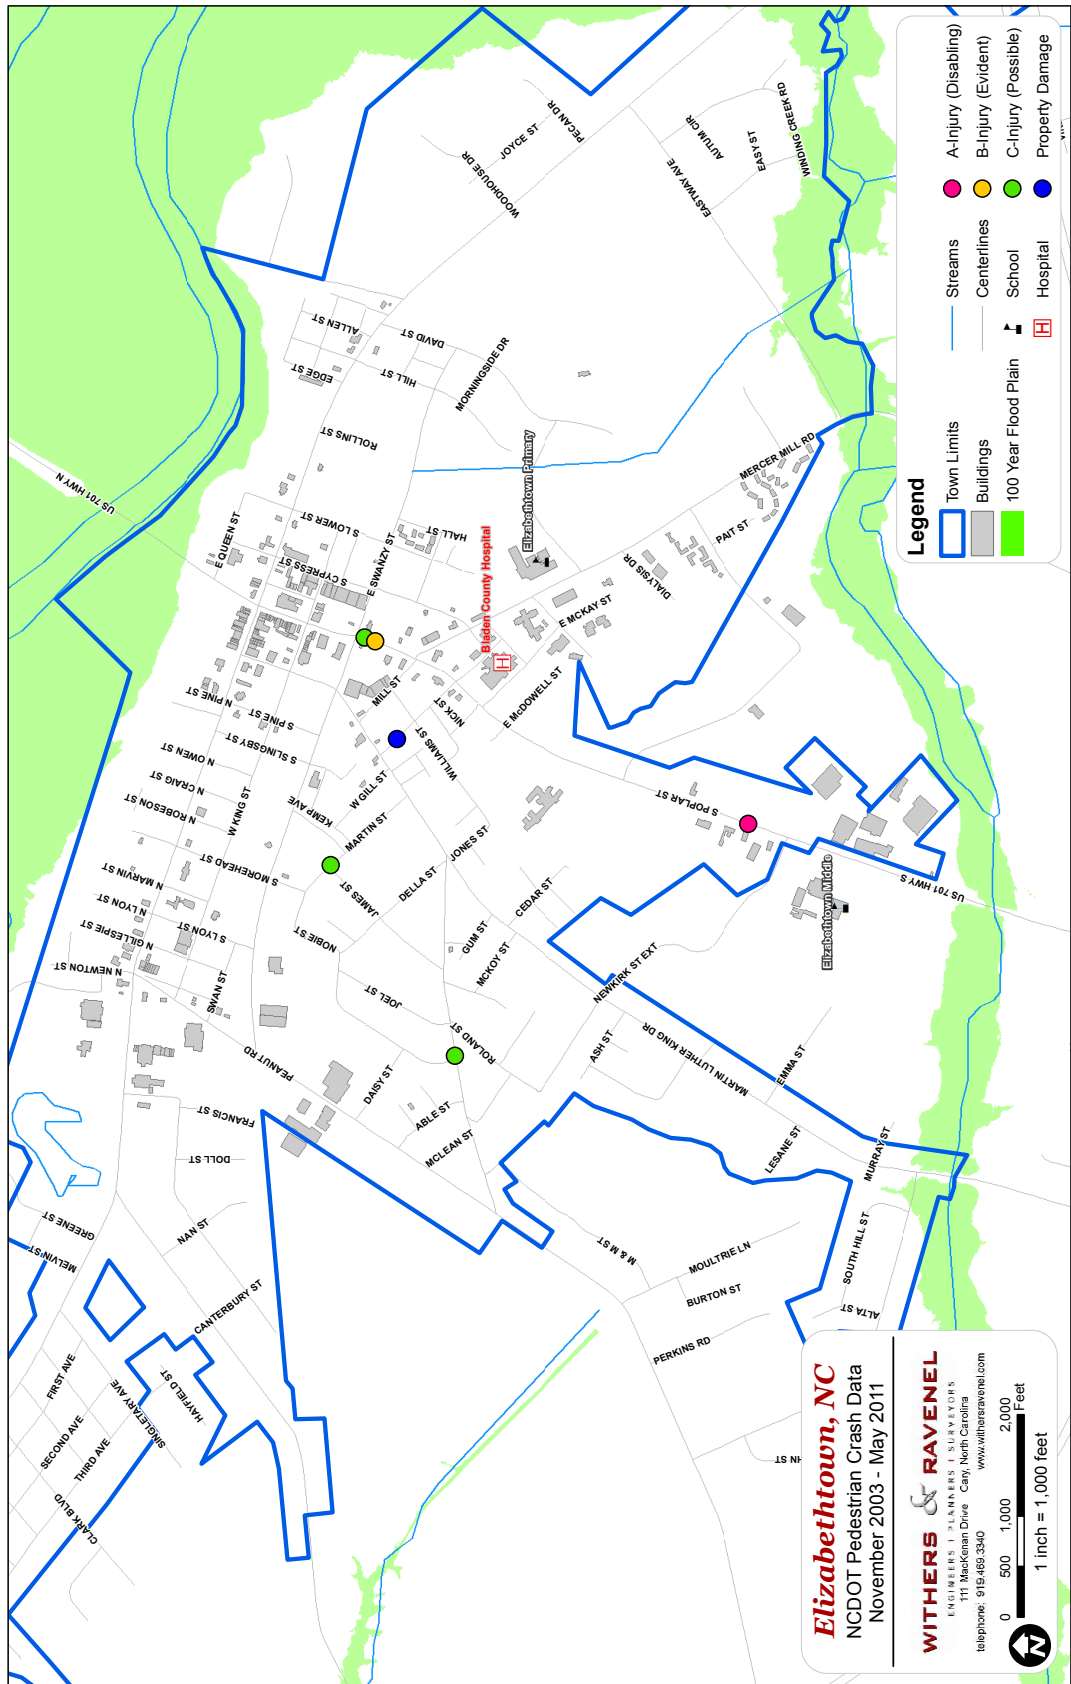 US 701 HWY N
E QUEEN ST
S LOWER ST
S CYPRESS ST
E SWANZY ST
HALL ST
ROLLINS ST
EDGE ST
ALLEN ST
HILL ST
DAVID ST
MORNINGSIDE DR
WOODHOUSE DR
JOYCE ST
PECAN DR
EASTWAY AVE
AUTUM CIR
EASY ST
WINDING CREEK RD
Elizabethtown Primary
Bladen County Hospital
H
MERCER MILL RD
PAIT ST
DIALYSIS DR
E MCKAY ST
E McDOWELL ST
NICK ST
MILL ST
WILLIAMS ST
W GILL ST
MARTIN ST
KEMP AVE
N PINE ST
S PINE ST
S SLINGSBY ST
N OWEN ST
N CRAIG ST
N ROBESON ST
W KING ST
S MOREHEAD ST
N MARVIN ST
N LYON ST
S LYON ST
N GILLESPIE ST
N NEWTON ST
SWAN ST
NOBIE ST
JAMES ST
DELLA ST
JONES ST
CEDAR ST
GUM ST
MCKOY ST
JOEL ST
ROLAND ST
NEWKIRK ST EXT
ASH ST
MARTIN LUTHER KING DR
EMMA ST
LESANE ST
MURRAY ST
S POPLAR ST
US 701 HWY S
Elizabethtown Middle
PEANUT RD
DAISY ST
ABLE ST
MCLEAN ST
FRANCIS ST
DOLL ST
NAN ST
CANTERBURY ST
GREENE ST
MELVIN ST
FIRST AVE
SECOND AVE
THIRD AVE
SINGLETARY AVE
HAYFIELD ST
CLARK BLVD
M & M ST
MOULTRIE LN
BURTON ST
PERKINS RD
SOUTH HILL ST
ALTA ST
HN ST
Legend
Town Limits
Buildings
100 Year Flood Plain
Streams
Centerlines
School
H Hospital
A-Injury (Disabling)
B-Injury (Evident)
C-Injury (Possible)
Property Damage
Elizabethtown, NC
NCDOT Pedestrian Crash Data
November 2003 - May 2011
WITHERS & RAVENEL
ENGINEERS | PLANNERS | SURVEYORS
111 MacKenan Drive Cary, North Carolina
telephone: 919.469.3340 www.withersravenel.com
0 500 1,000 2,000
Feet
1 inch = 1,000 feet
N